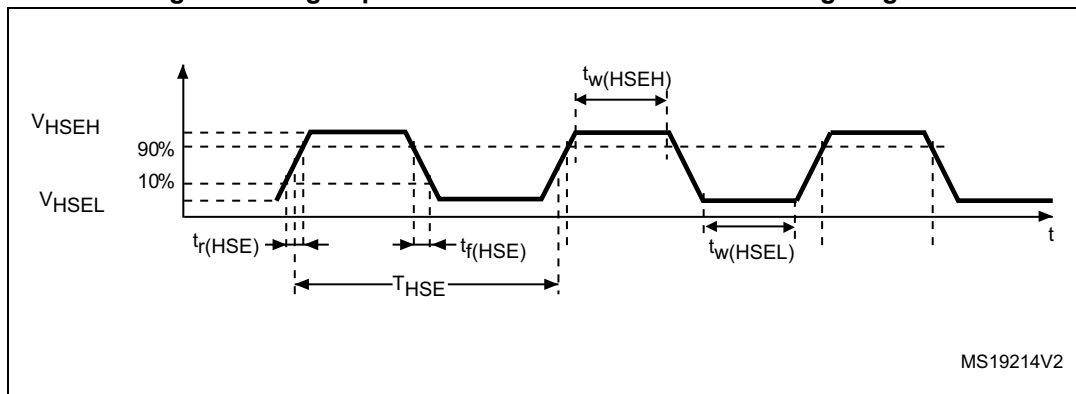 tw(HSEH)
VHSEH
90%
10%
VHSEL
tr(HSE)
tf(HSE)
tw(HSEL)
t
THSE
MS19214V2